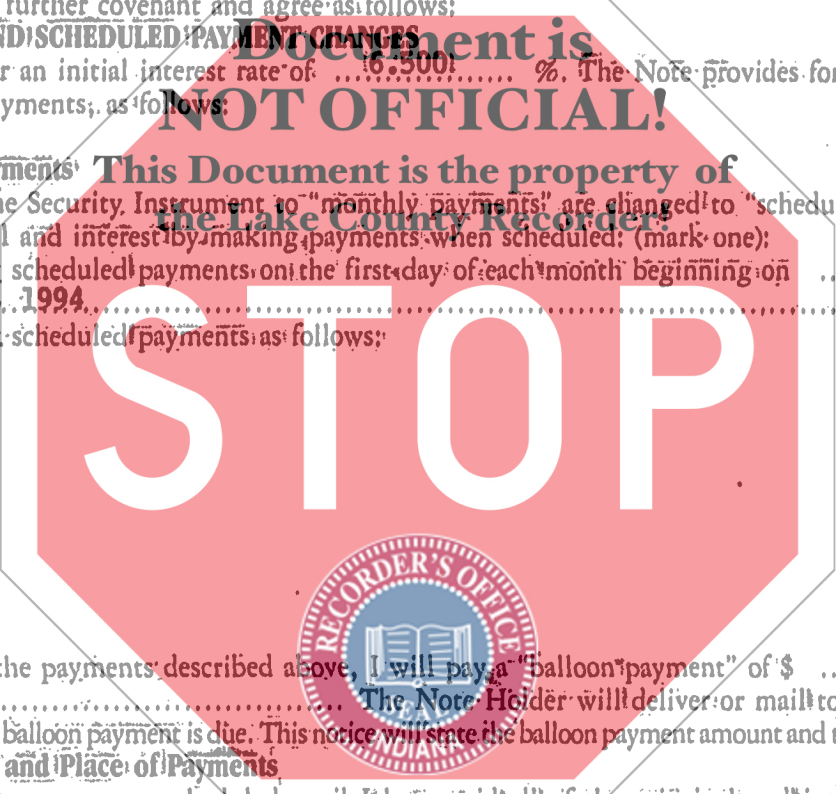 further covenant and agree as follows:
SCHEDULED PAYMENT CHANGES
Document is
r an initial interest rate of ....6.500.......... %. The Note provides for
yments, as follows:
NOT OFFICIAL!
ments
This Document is the property of
e Security Instrument to "monthly payments" are changed to "schedu
the Lake County Recorder!
l and interest by making payments when scheduled: (mark one):
scheduled payments on the first day of each month beginning on
1994
scheduled payments as follows:
STOP
RECORDER'S OFFICE
the payments described above, I will pay a "balloon payment" of $
The Note Holder will deliver or mail to
balloon payment is due. This notice will state the balloon payment amount and
INDIANA
and Place of Payments